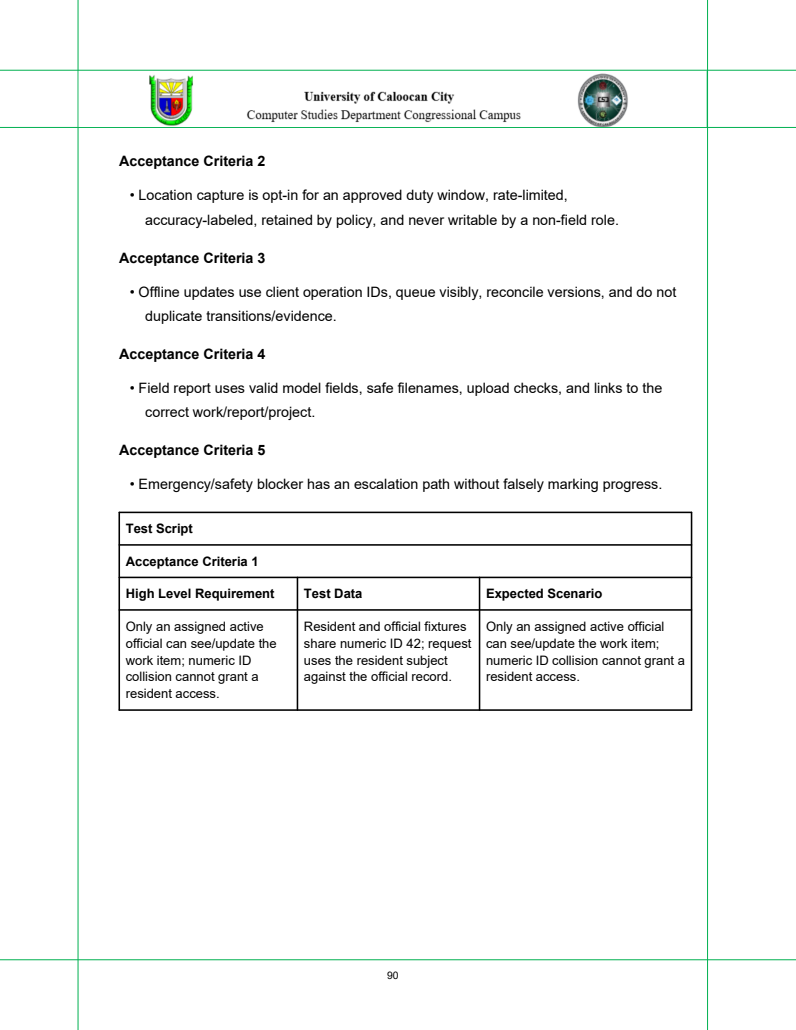 University of Caloocan City
Computer Studies Department Congressional Campus
Acceptance Criteria 2
• Location capture is opt-in for an approved duty window, rate-limited,
accuracy-labeled, retained by policy, and never writable by a non-field role.
Acceptance Criteria 3
• Offline updates use client operation IDs, queue visibly, reconcile versions, and do not
duplicate transitions/evidence.
Acceptance Criteria 4
• Field report uses valid model fields, safe filenames, upload checks, and links to the
correct work/report/project.
Acceptance Criteria 5
• Emergency/safety blocker has an escalation path without falsely marking progress.
Test Script
Acceptance Criteria 1
High Level Requirement
Test Data
Expected Scenario
Only an assigned active
official can see/update the
work item; numeric ID
collision cannot grant a
resident access.
Resident and official fixtures
share numeric ID 42; request
uses the resident subject
against the official record.
Only an assigned active official
can see/update the work item;
numeric ID collision cannot grant a
resident access.
90